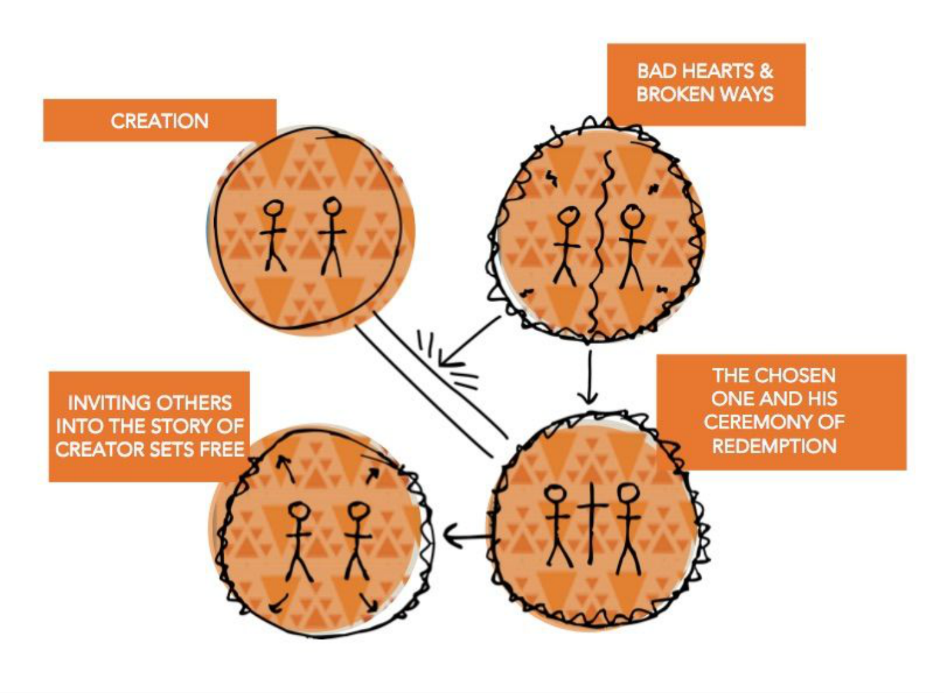 CREATION
BAD HEARTS &
BROKEN WAYS
THE CHOSEN
ONE AND HIS
CEREMONY OF
REDEMPTION
INVITING OTHERS
INTO THE STORY OF
CREATOR SETS FREE